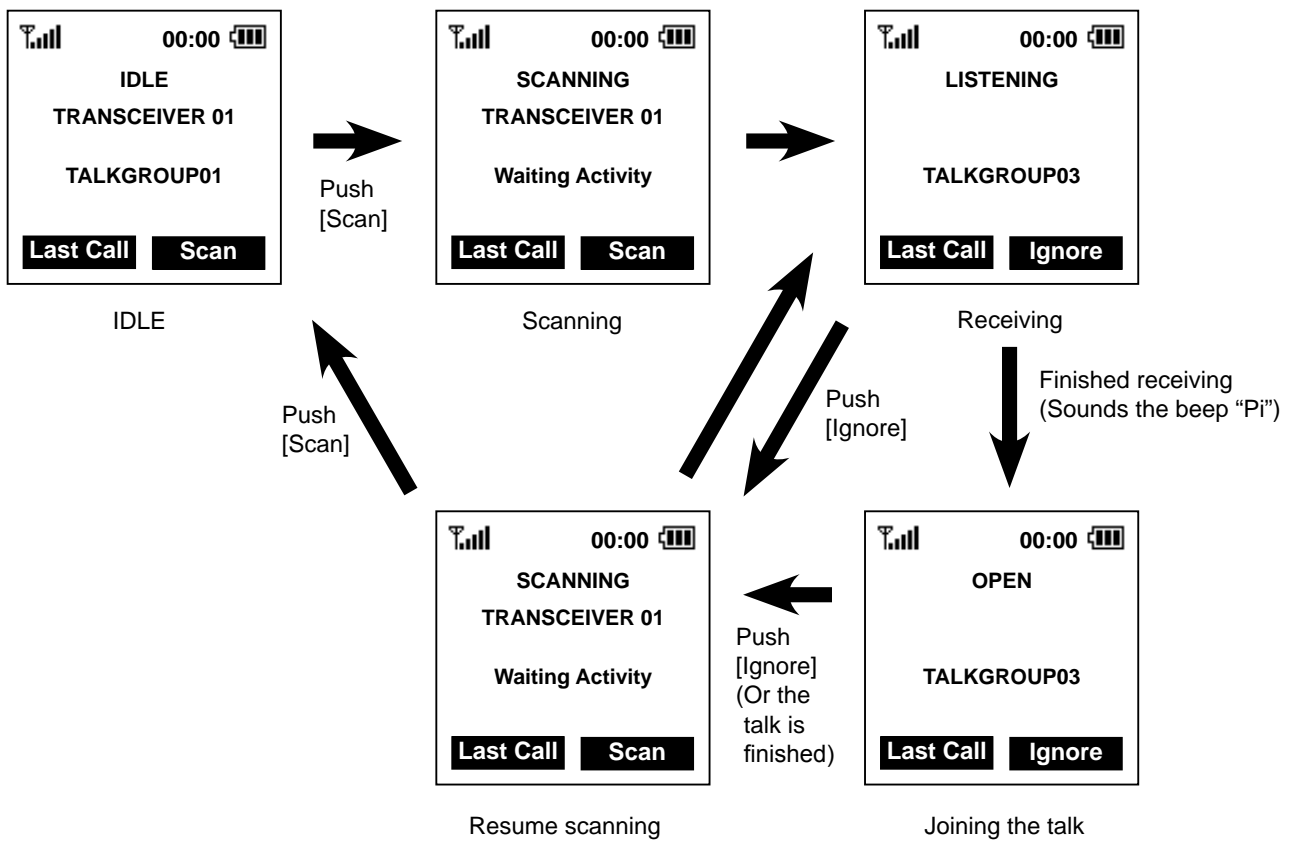 00:00
IDLE
TRANSCEIVER 01
TALKGROUP01
Last Call Scan
IDLE
Push
[Scan]
00:00
SCANNING
TRANSCEIVER 01
Waiting Activity
Last Call Scan
Scanning
00:00
LISTENING
TALKGROUP03
Last Call Ignore
Receiving
Push
[Scan]
Push
[Ignore]
Finished receiving
(Sounds the beep “Pi”)
00:00
SCANNING
TRANSCEIVER 01
Waiting Activity
Last Call Scan
Resume scanning
Push
[Ignore]
(Or the
talk is
finished)
00:00
OPEN
TALKGROUP03
Last Call Ignore
Joining the talk